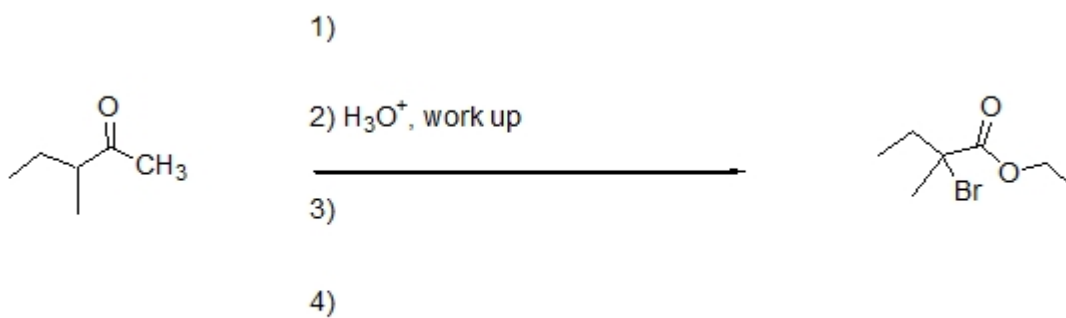 1)
2) H₃O⁺, work up
3)
4)
O
CH₃
O
O
Br